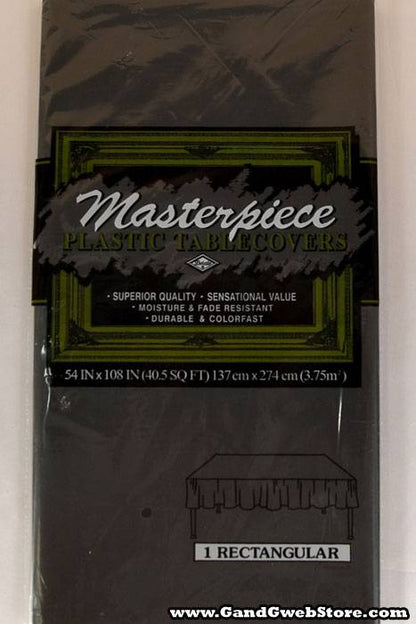 Masterpiece
PLASTIC TABLECOVERS
· SUPERIOR QUALITY · SENSATIONAL VALUE
· MOISTURE & FADE RESISTANT
· DURABLE & COLORFAST
54 IN x 108 IN (40.5 SQ FT) 137 cm x 274 cm (3.75m²)
1 RECTANGULAR
www.GandGwebStore.com